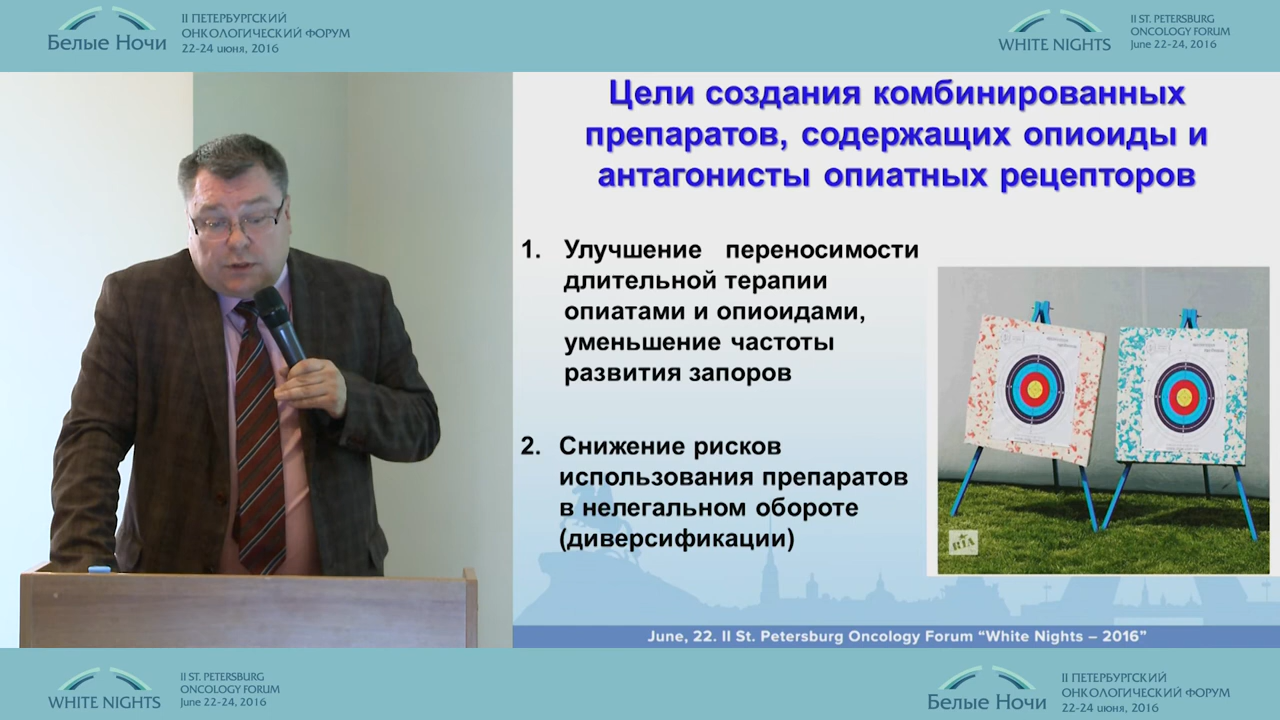 Белые Ночи
II ПЕТЕРБУРГСКИЙ
ОНКОЛОГИЧЕСКИЙ ФОРУМ
22-24 июня, 2016
WHITE NIGHTS
II ST. PETERSBURG
ONCOLOGY FORUM
June 22-24, 2016
Цели создания комбинированных
препаратов, содержащих опиоиды и
антагонисты опиатных рецепторов
1. Улучшение переносимости
длительной терапии
опиатами и опиоидами,
уменьшение частоты
развития запоров
2. Снижение рисков
использования препаратов
в нелегальном обороте
(диверсификации)
June, 22. II St. Petersburg Oncology Forum “White Nights – 2016”
WHITE NIGHTS
II ST. PETERSBURG
ONCOLOGY FORUM
June 22-24, 2016
Белые Ночи
II ПЕТЕРБУРГСКИЙ
ОНКОЛОГИЧЕСКИЙ ФОРУМ
22-24 июня, 2016